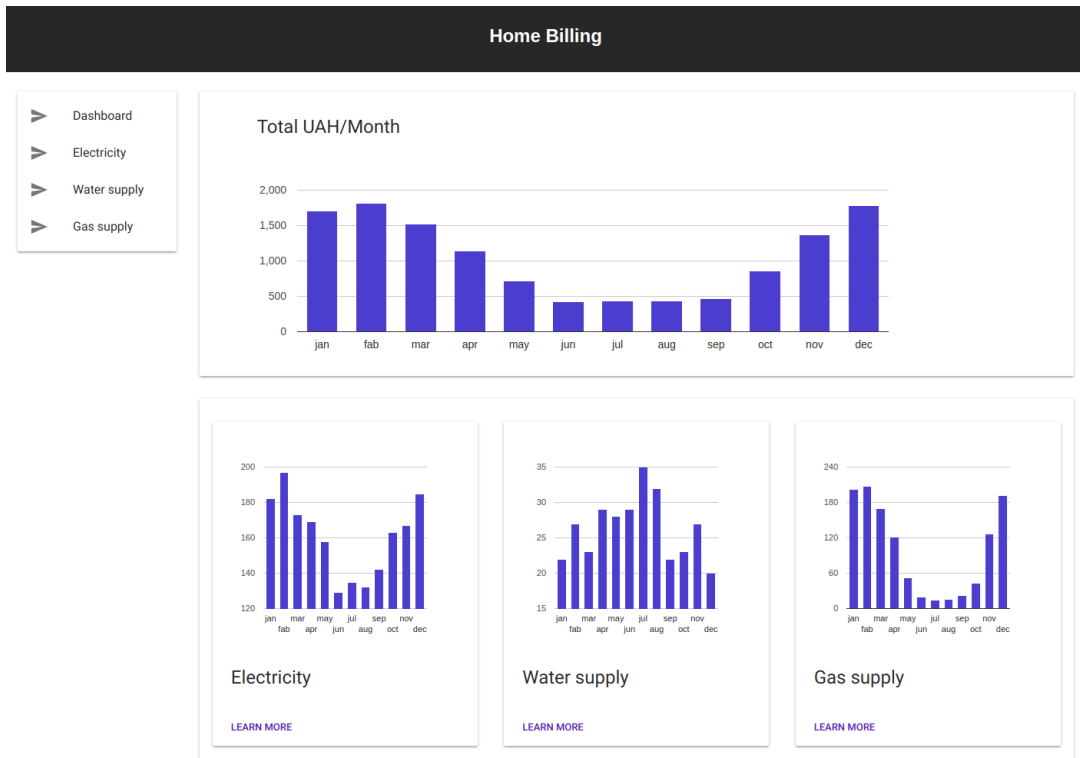 Home Billing
Dashboard
Electricity
Water supply
Gas supply
Total UAH/Month
2,000
1,500
1,000
500
0
jan fab mar apr may jun jul aug sep oct nov dec
200
180
160
140
120
jan mar may jul sep nov
fab apr jun aug oct dec
Electricity
LEARN MORE
35
30
25
20
15
jan mar may jul sep nov
fab apr jun aug oct dec
Water supply
LEARN MORE
240
180
120
60
0
jan mar may jul sep nov
fab apr jun aug oct dec
Gas supply
LEARN MORE